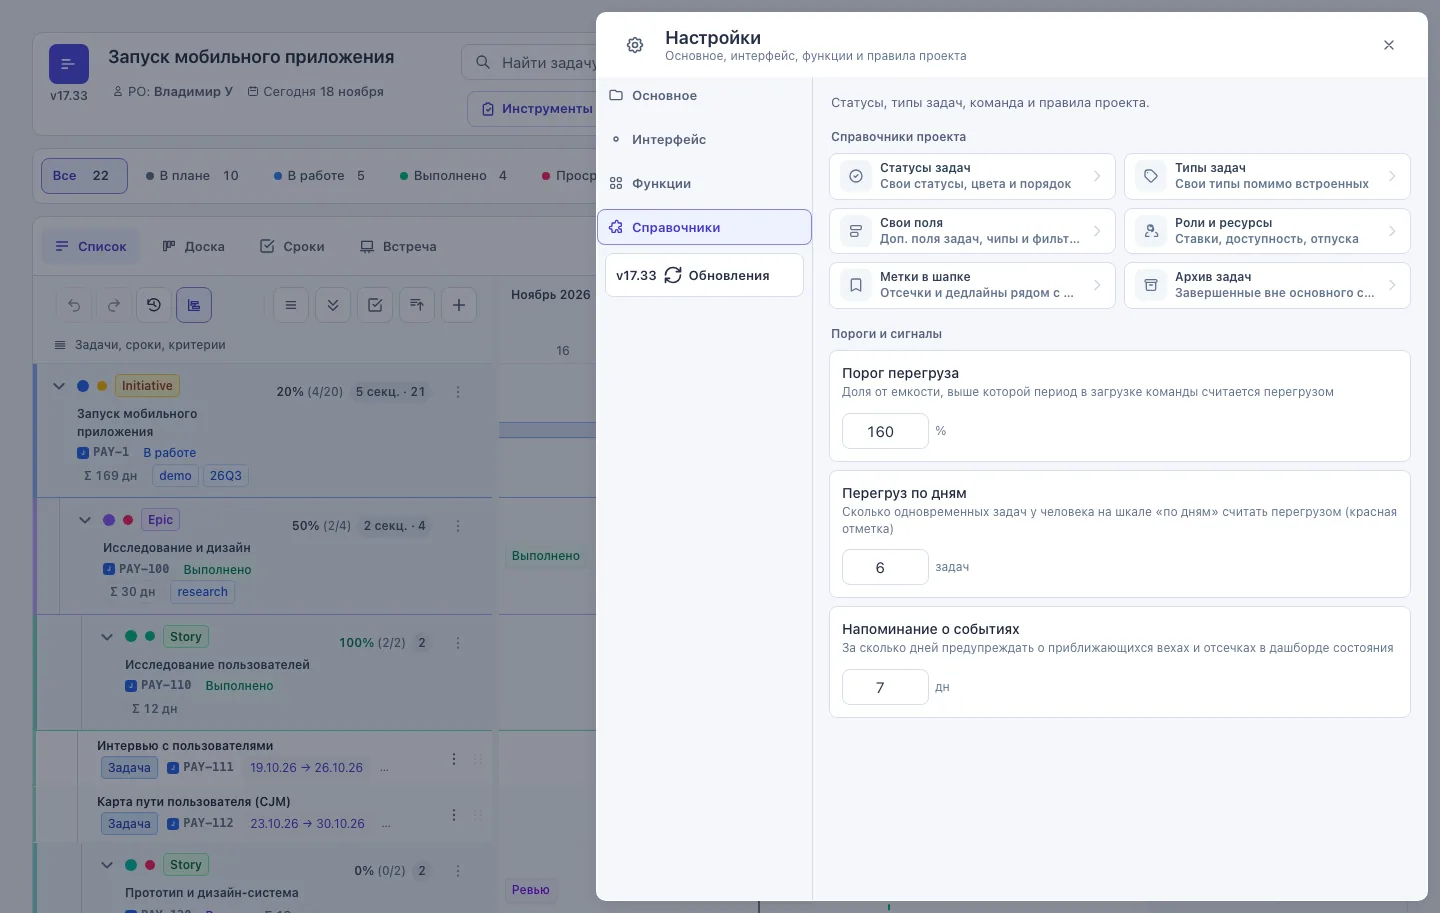 Запуск мобильного приложения
v17.33
PO: Владимир У
Сегодня 18 ноября
Найти задачу
Инструменты
Все 22
В плане 10
В работе 5
Выполнено 4
Список
Доска
Сроки
Встреча
Ноябрь 2026
16
Задачи, сроки, критерии
Initiative
20% (4/20)
5 секц. · 21
Запуск мобильного
приложения
PAY-1 В работе
Σ 169 дн
demo
26Q3
Epic
50% (2/4)
2 секц. · 4
Исследование и дизайн
PAY-100 Выполнено
Σ 30 дн
research
Выполнено
Story
100% (2/2)
2
Исследование пользователей
PAY-110 Выполнено
Σ 12 дн
Интервью с пользователями
Задача
PAY-111
19.10.26 → 26.10.26
...
Карта пути пользователя (CJM)
Задача
PAY-112
23.10.26 → 30.10.26
...
Story
0% (0/2)
2
Прототип и дизайн-система
Ревью
Настройки
Основное, интерфейс, функции и правила проекта
Основное
Интерфейс
Функции
Справочники
v17.33 Обновления
Статусы, типы задач, команда и правила проекта.
Справочники проекта
Статусы задач
Свои статусы, цвета и порядок
Типы задач
Свои типы помимо встроенных
Свои поля
Доп. поля задач, чипы и фильт...
Роли и ресурсы
Ставки, доступность, отпуска
Метки в шапке
Отсечки и дедлайны рядом с ...
Архив задач
Завершенные вне основного с...
Пороги и сигналы
Порог перегруза
Доля от емкости, выше которой период в загрузке команды считается перегрузом
160 %
Перегруз по дням
Сколько одновременных задач у человека на шкале «по дням» считать перегрузом (красная
отметка)
6 задач
Напоминание о событиях
За сколько дней предупреждать о приближающихся вехах и отсечках в дашборде состояния
7 дн